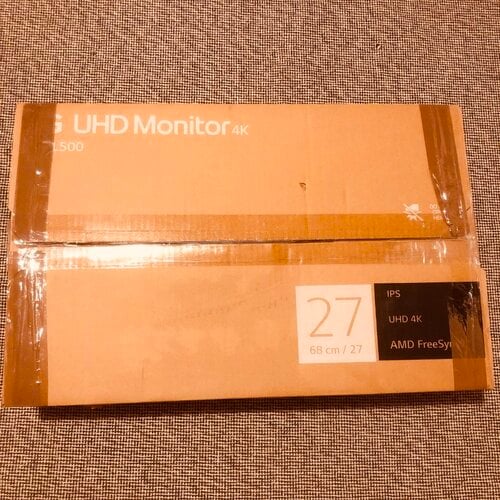 G UHD Monitor 4K
L500
27
68 cm / 27
IPS
UHD 4K
AMD FreeSyn